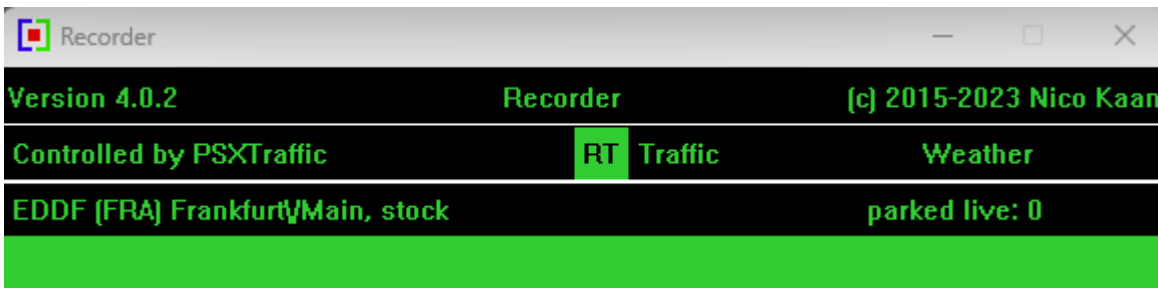 Recorder
Version 4.0.2 Recorder (c) 2015-2023 Nico Kaan
Controlled by PSXTraffic RT Traffic Weather
EDDF (FRA) Frankfurt\/Main, stock parked live: 0